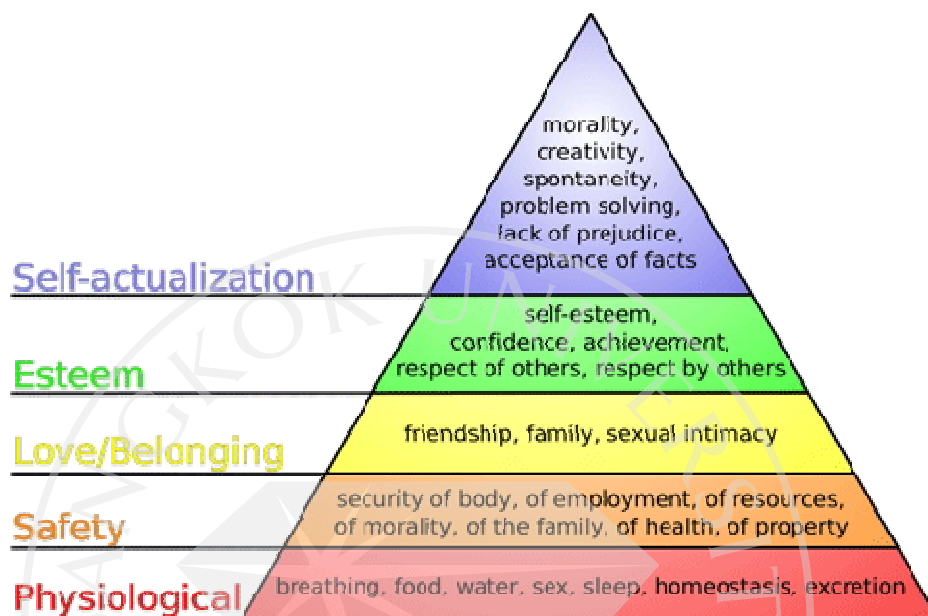 morality,
creativity,
spontaneity,
problem solving,
lack of prejudice,
acceptance of facts
Self-actualization
self-esteem,
confidence, achievement,
respect of others, respect by others
Esteem
friendship, family, sexual intimacy
Love/Belonging
security of body, of employment, of resources,
of morality, of the family, of health, of property
Safety
breathing, food, water, sex, sleep, homeostasis, excretion
Physiological
ANGKOK UNIVERSIT